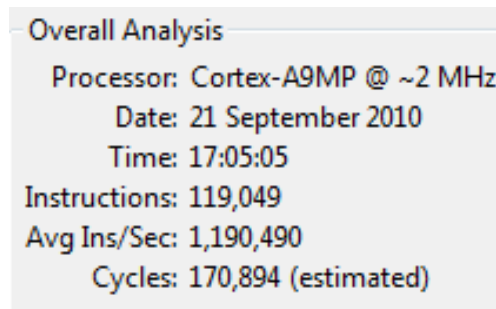 Overall Analysis
Processor: Cortex-A9MP @ ~2 MHz
Date: 21 September 2010
Time: 17:05:05
Instructions: 119,049
Avg Ins/Sec: 1,190,490
Cycles: 170,894 (estimated)